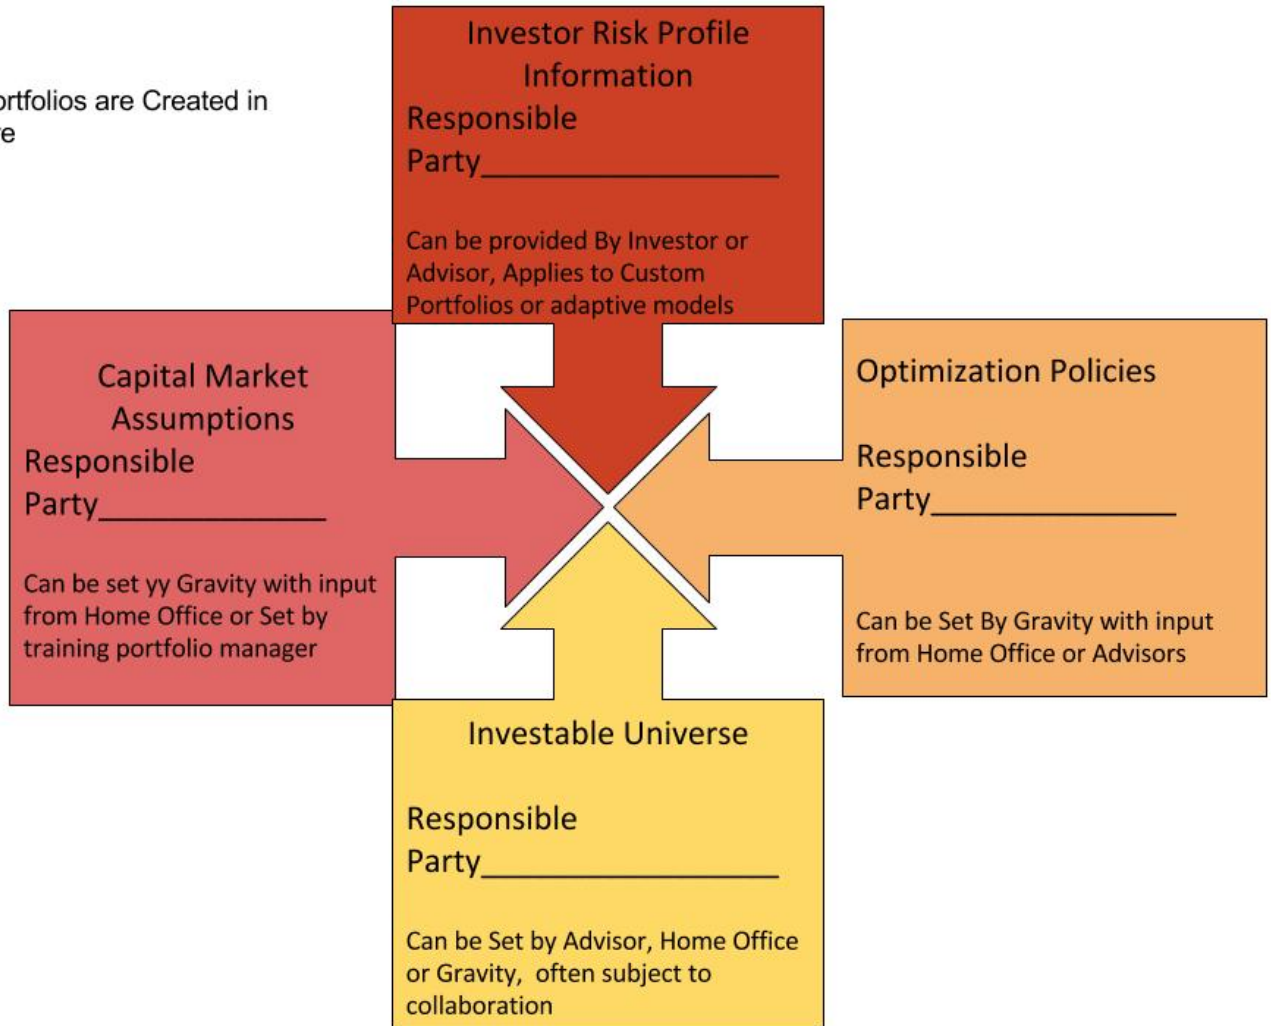 ortfolios are Created in
Investor Risk Profile
Information
Responsible
Party___________________
Can be provided By Investor or
Advisor, Applies to Custom
Portfolios or adaptive models
Capital Market
Assumptions
Responsible
Party______________
Can be set yy Gravity with input
from Home Office or Set by
training portfolio manager
Optimization Policies
Responsible
Party_______________
Can be Set By Gravity with input
from Home Office or Advisors
Investable Universe
Responsible
Party___________________
Can be Set by Advisor, Home Office
or Gravity,  often subject to
collaboration